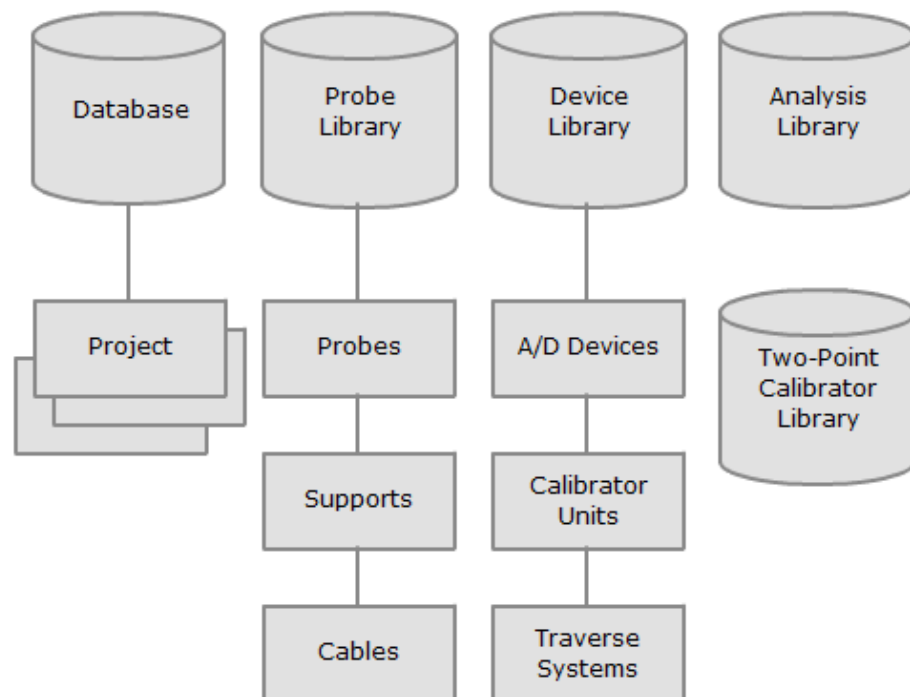 Database
Probe
Library
Device
Library
Analysis
Library
Project
Probes
A/D Devices
Two-Point
Calibrator
Library
Supports
Calibrator
Units
Cables
Traverse
Systems